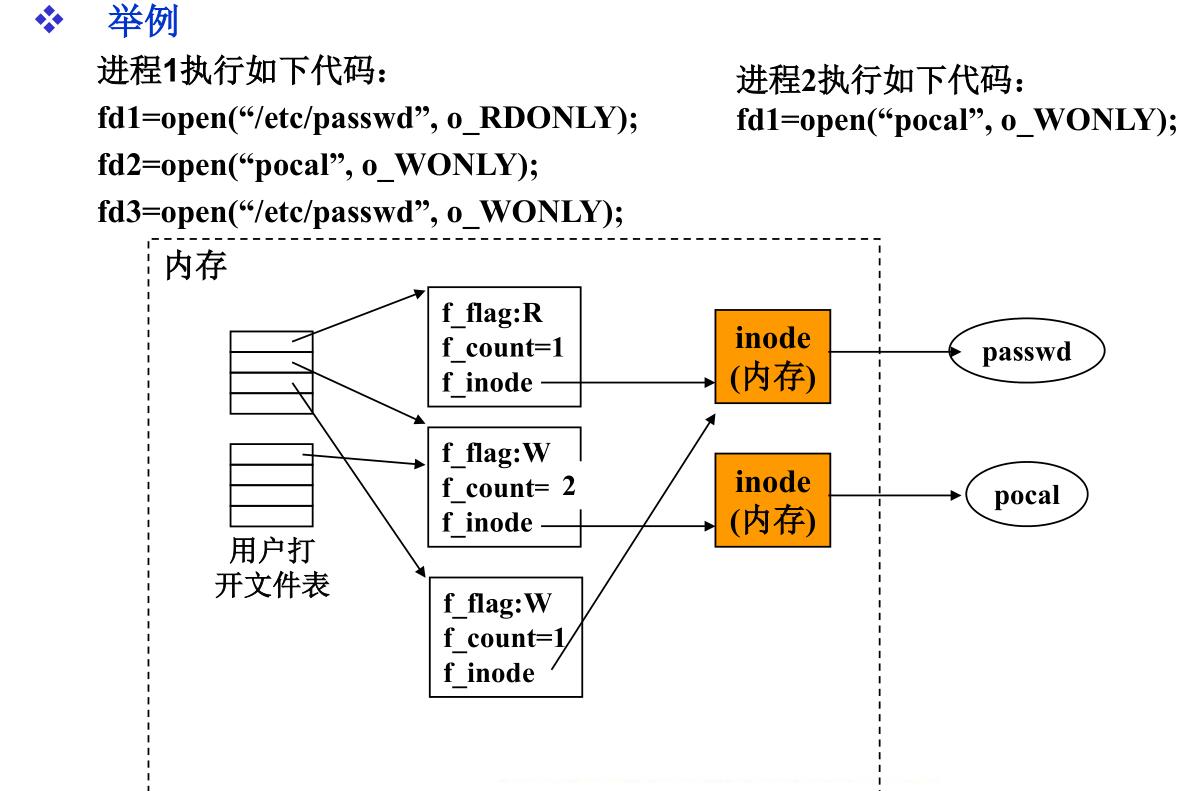 举例
进程1执行如下代码：
fd1=open(“/etc/passwd”, o_RDONLY);
fd2=open(“pocal”, o_WONLY);
fd3=open(“/etc/passwd”, o_WONLY);
进程2执行如下代码：
fd1=open(“pocal”, o_WONLY);
内存
f_flag:R
f_count=1
f_inode
f_flag:W
f_count= 2
f_inode
f_flag:W
f_count=1
f_inode
用户打
开文件表
inode
(内存)
inode
(内存)
passwd
pocal